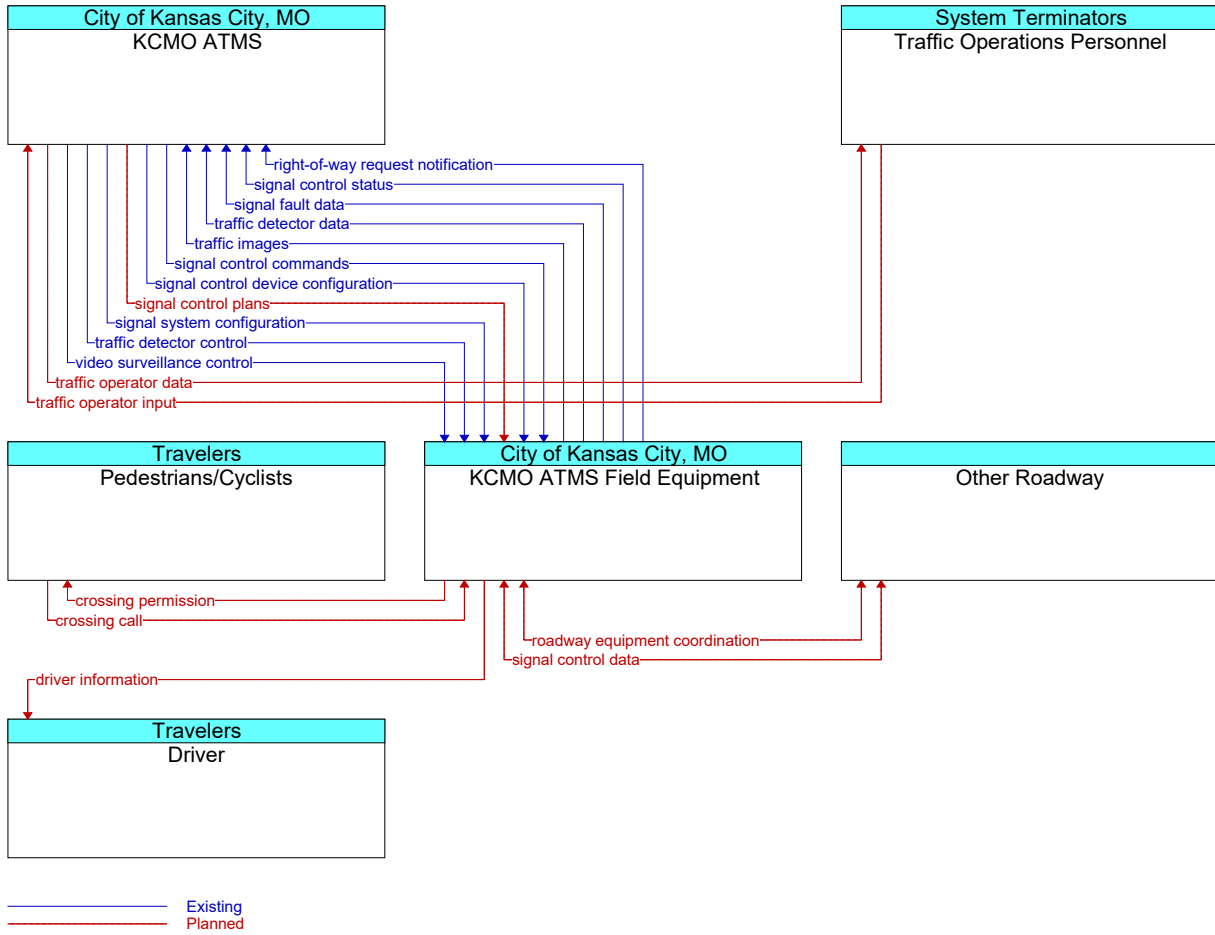 City of Kansas City, MO
KCMO ATMS
System Terminators
Traffic Operations Personnel
right-of-way request notification
signal control status
signal fault data
traffic detector data
traffic images
signal control commands
signal control device configuration
signal control plans
signal system configuration
traffic detector control
video surveillance control
traffic operator data
traffic operator input
Travelers
Pedestrians/Cyclists
City of Kansas City, MO
KCMO ATMS Field Equipment
Other Roadway
crossing permission
crossing call
roadway equipment coordination
signal control data
driver information
Travelers
Driver
Existing
Planned